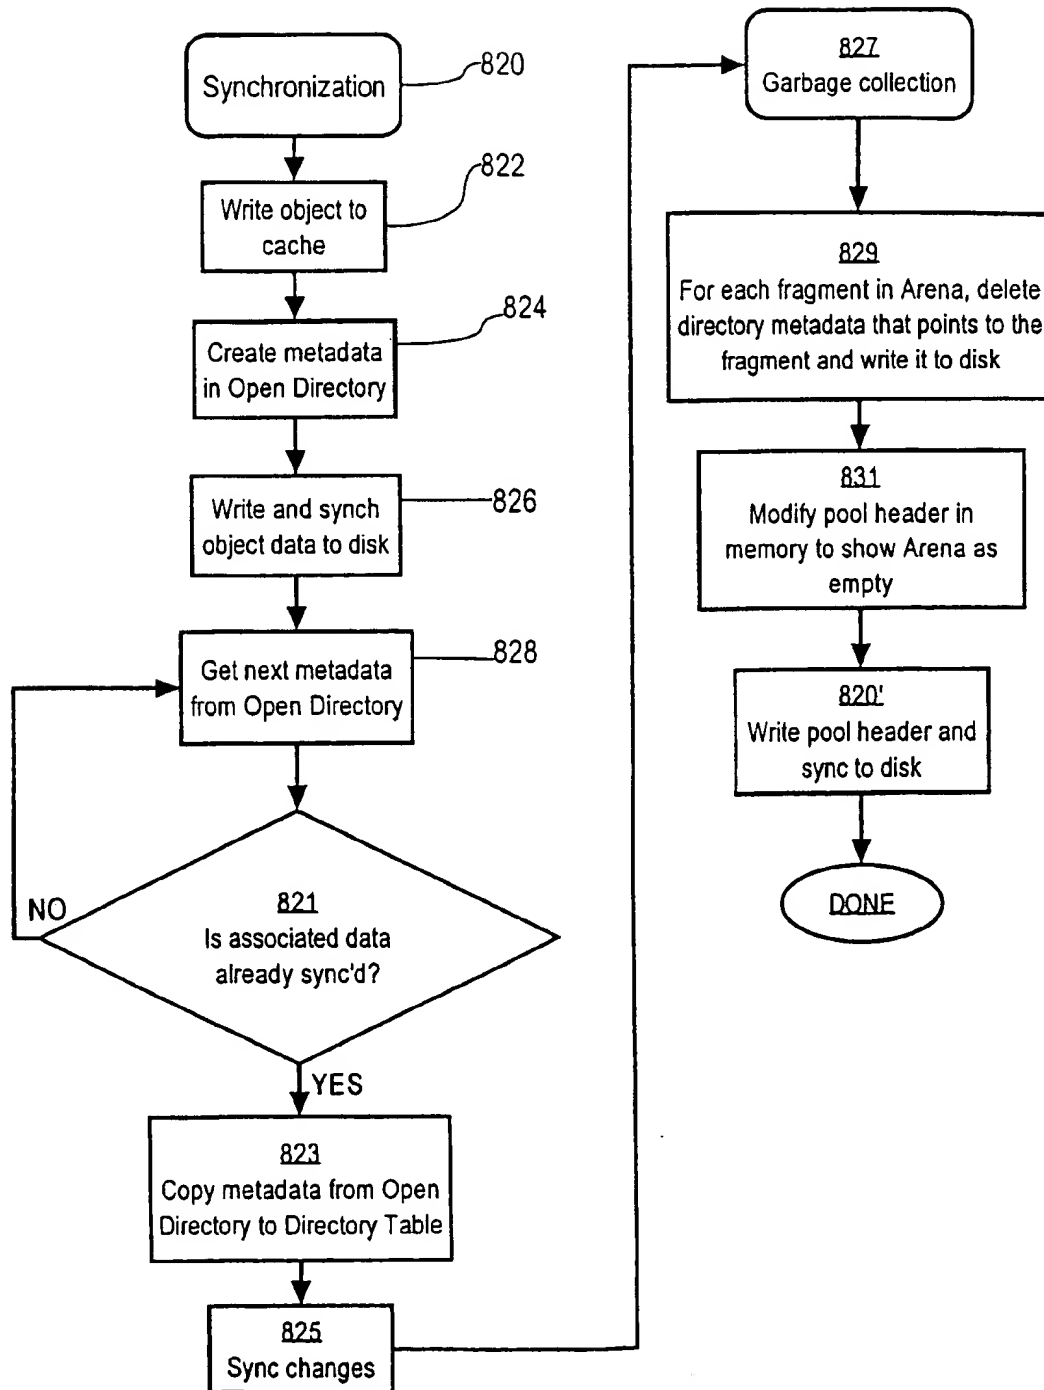 Synchronization
820
Write object to
cache
822
Create metadata
in Open Directory
824
Write and synch
object data to disk
826
Get next metadata
from Open Directory
828
821
Is associated data
already sync'd?
NO
YES
823
Copy metadata from Open
Directory to Directory Table
825
Sync changes
827
Garbage collection
829
For each fragment in Arena, delete
directory metadata that points to the
fragment and write it to disk
831
Modify pool header in
memory to show Arena as
empty
820'
Write pool header and
sync to disk
DONE